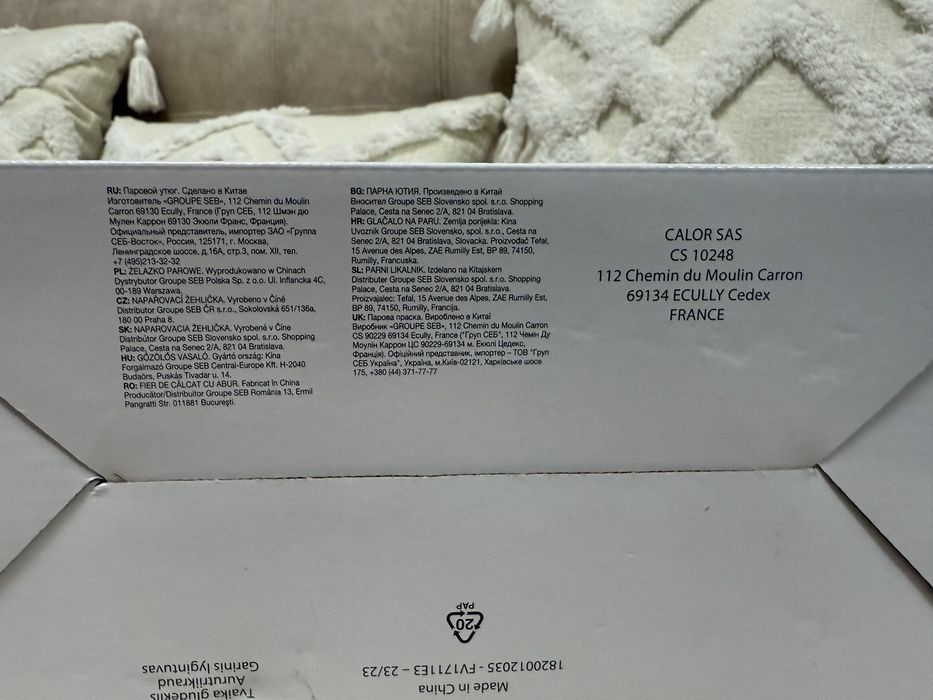 RU: Паровой утюг. Сделано в Китае
Изготовитель «GROUPE SEB», 112 Chemin du Moulin
Carron 69130 Ecully, France (Груп СЕБ, 112 Шмэн дю
Мулен Каррон 69130 Экюли Франс, Франция).
Официальный представитель, импортер ЗАО «Группа
СЕБ-Восток», Россия, 125171, г. Москва,
Ленинградское шоссе, д.16А, стр.3, пом. XII, тел.
+7 (495)213-32-32
PL: ŻELAZKO PAROWE. Wyprodukowano w Chinach
Dystrybutor Groupe SEB Polska Sp. z o.o. Ul. Inflancka 4C,
00-189 Warszawa.
CZ: NAPAŘOVACÍ ŽEHLIČKA. Vyrobeno v Číně
Distributor Groupe SEB ČR s.r.o., Sokolovská 651/136a,
180 00 Praha 8.
SK: NAPAROVACIA ŽEHLIČKA. Vyrobené v Číne
Distribútor Groupe SEB Slovensko spol. s.r.o. Shopping
Palace, Cesta na Senec 2/A, 821 04 Bratislava.
HU: GŐZÖLŐS VASALÓ. Gyártó ország: Kína
Forgalmazó Groupe SEB Central-Europe Kft. H-2040
Budaörs, Puskás Tivadar u. 14.
RO: FIER DE CĂLCAT CU ABUR. Fabricat în China
Producător/Distribuitor Groupe SEB România 13, Ermil
Pangratti Str. 011881 Bucureşti.
BG: ПАРНА ЮТИЯ. Произведено в Китай
Вносител Groupe SEB Slovensko spol. s.r.o. Shopping
Palace, Cesta na Senec 2/A, 821 04 Bratislava.
HR: GLAČALO NA PARU. Zemlja porijekla: Kina
Uvoznik Groupe SEB Slovensko, spol. s.r.o., Cesta na
Senec 2/A, 821 04 Bratislava, Slovacka. Proizvođač Tefal,
15 Avenue des Alpes, ZAE Rumilly Est, BP 89, 74150,
Rumilly, Francuska.
SL: PARNI LIKALNIK. Izdelano na Kitajskem
Distributer Groupe SEB Slovensko spol. s.r.o. Shopping
Palace, Cesta na Senec 2/A, 821 04 Bratislava.
Proizvajalec: Tefal, 15 Avenue des Alpes, ZAE Rumilly Est,
BP 89, 74150, Rumilly, Francija.
UK: Парова праска. Вироблено в Китаї
Виробник «GROUPE SEB», 112 Chemin du Moulin Carron
CS 90229 69134 Ecully, France ("Груп СЕБ", 112 Чемін Ду
Моулін Каррон ЦС 90229-69134 м. Екюлі Цедекс,
Франція). Офіційний представник, імпортер – ТОВ "Груп
СЕБ Україна", Україна, м.Київ-02121, Харківське шосе
175, +380 (44) 371-77-77
CALOR SAS
CS 10248
112 Chemin du Moulin Carron
69134 ECULLY Cedex
FRANCE
20
PAP
Made in China
1820012035 - FV1711E3 – 23/23
Tvaika gludeklis
Aurutriikraud
Garinis lygintuvas